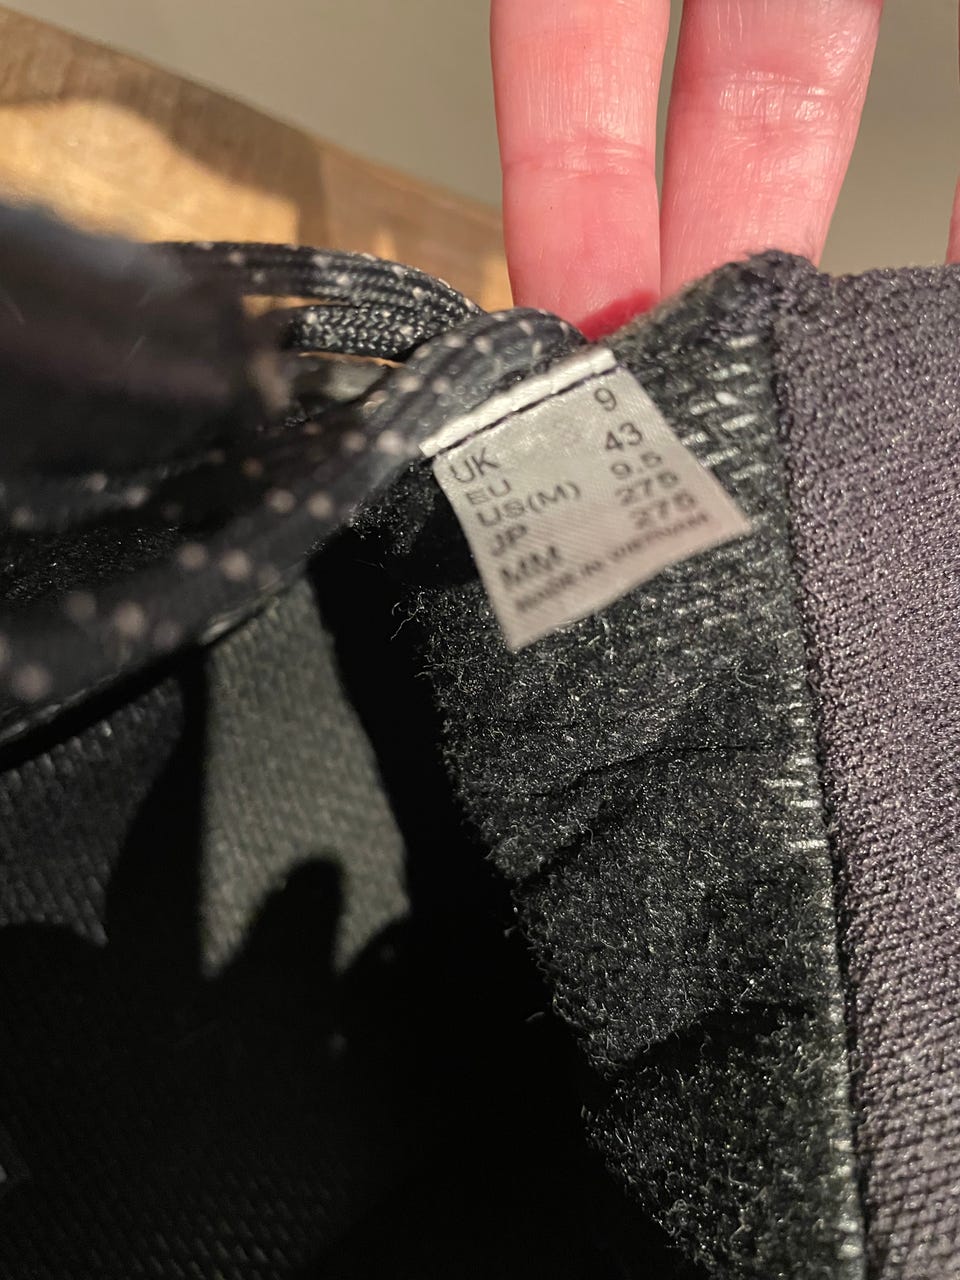 UK 9
EU 43
US(M) 9.5
JP 275
MM 275
MADE IN VIETNAM